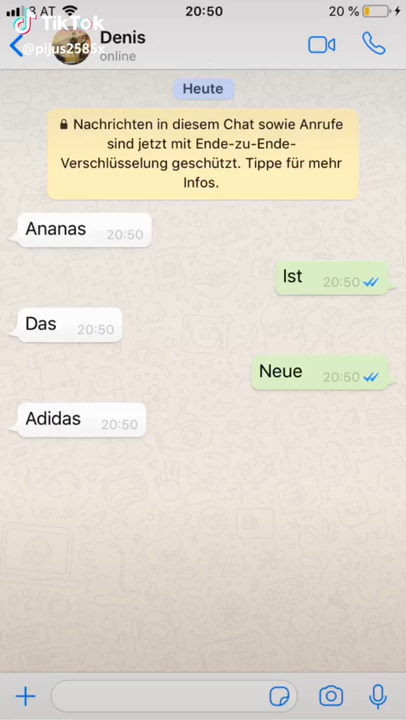 3 AT 20:50 20 %
TikTok
@pijus2585x
Denis
online
Heute
Nachrichten in diesem Chat sowie Anrufe
sind jetzt mit Ende-zu-Ende-
Verschlüsselung geschützt. Tippe für mehr
Infos.
Ananas 20:50
Ist 20:50
Das 20:50
Neue 20:50
Adidas 20:50